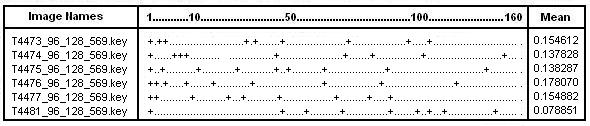 Image Names 1...........10............................50...................................100...............................160 Mean
T4473_96_128_569.key 0.154612
T4474_96_128_569.key 0.137828
T4475_96_128_569.key 0.138287
T4476_96_128_569.key 0.178070
T4477_96_128_569.key 0.154882
T4481_96_128_569.key 0.078851